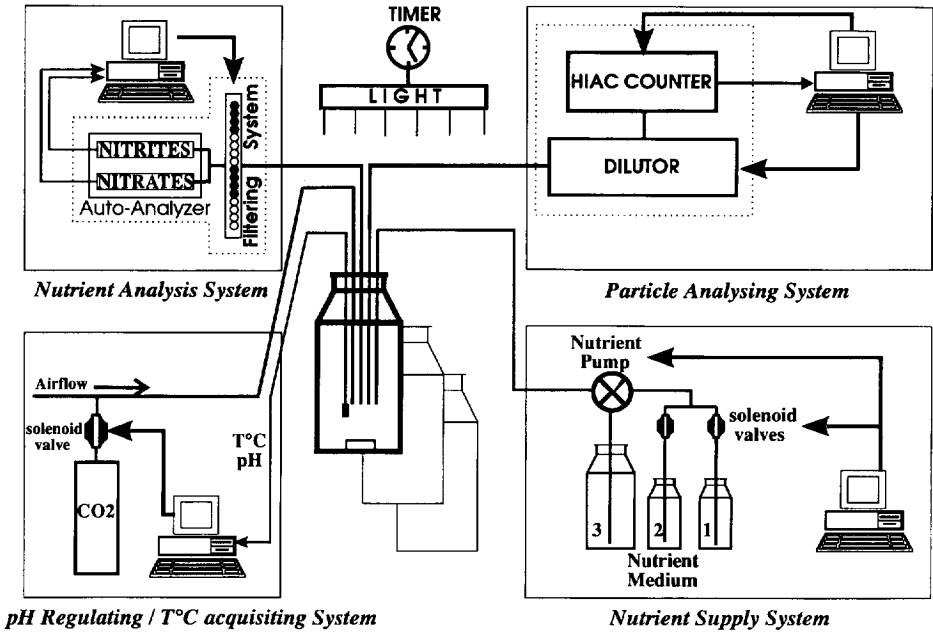 TIMER
LIGHT
NITRITES
NITRATES
Auto-Analyzer
Filtering System
Nutrient Analysis System
HIAC COUNTER
DILUTOR
Particle Analysing System
Airflow
solenoid
valve
CO2
T°C
pH
pH Regulating / T°C acquisiting System
Nutrient
Pump
solenoid
valves
3
2
1
Nutrient
Medium
Nutrient Supply System